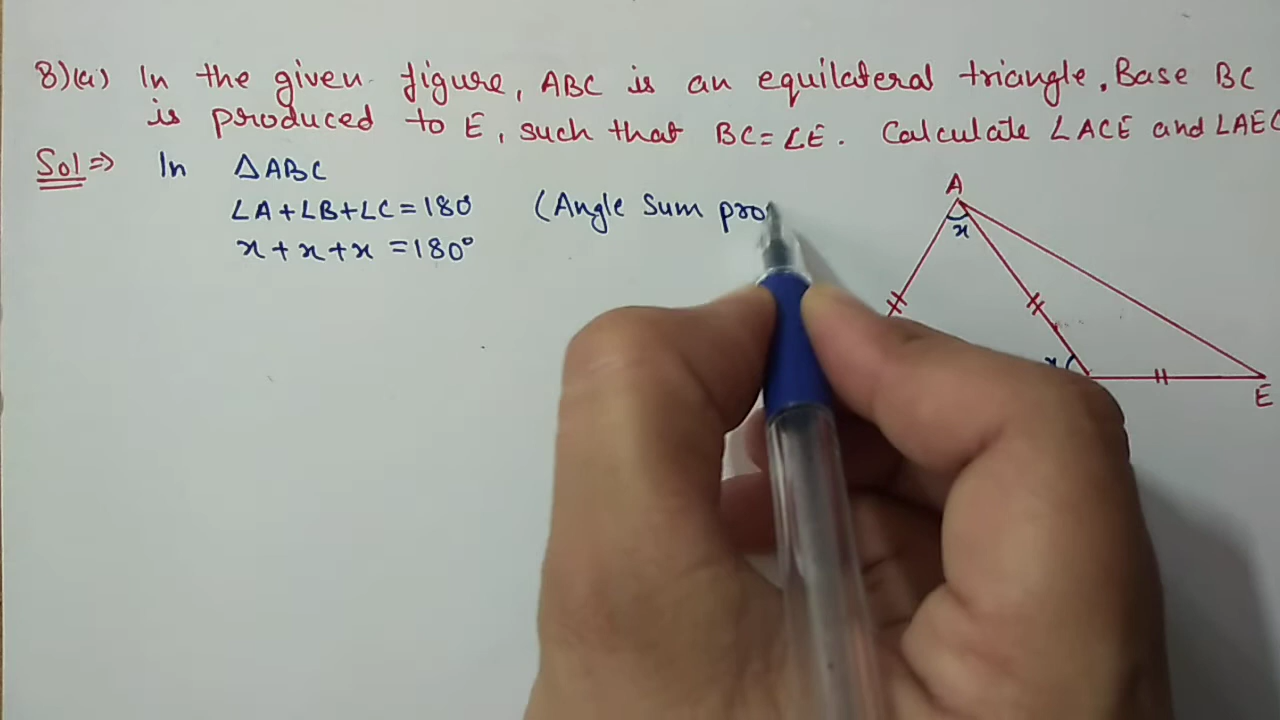 8)(a) In the given figure, ABC is an equilateral triangle. Base BC
is produced to E, such that BC=CE. Calculate ∠ACE and ∠AEC
Sol⇒ In ΔABC
∠A+∠B+∠C=180° (Angle Sum pro
x+x+x=180°
A
x
x
E